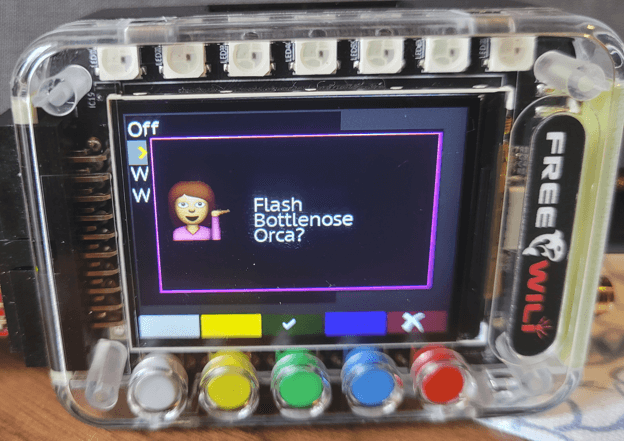 Off
W
W
Flash
Bottlenose
Orca?
FREE WILi